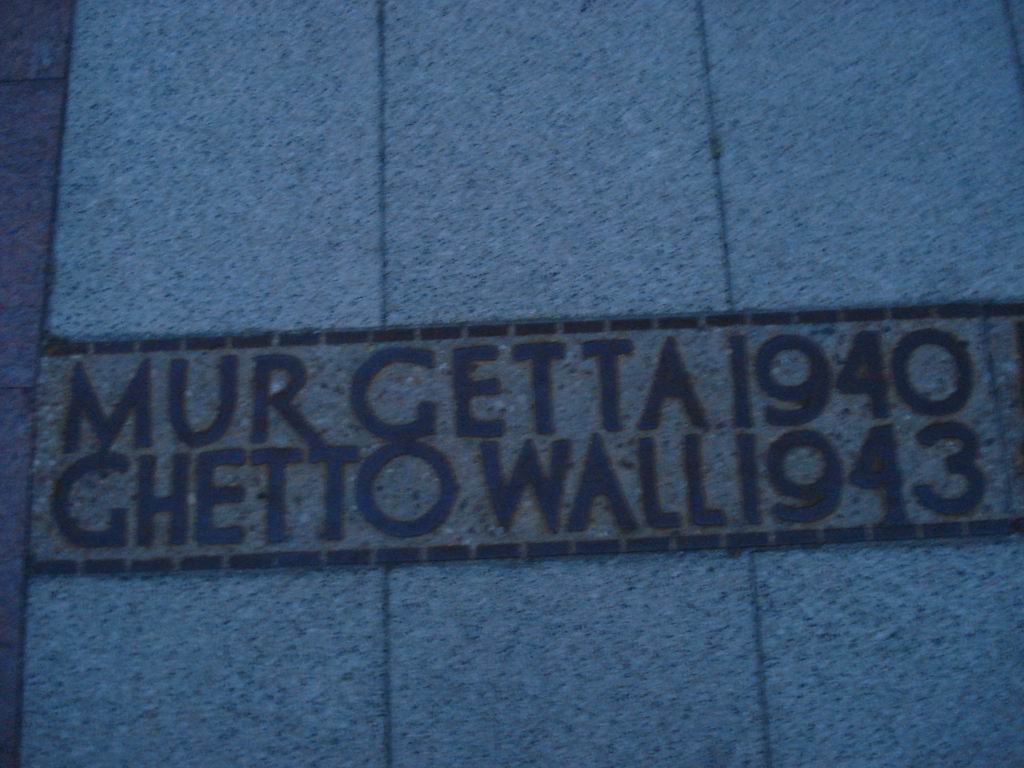 MUR GETTA 1940
GHETTO WALL 1943